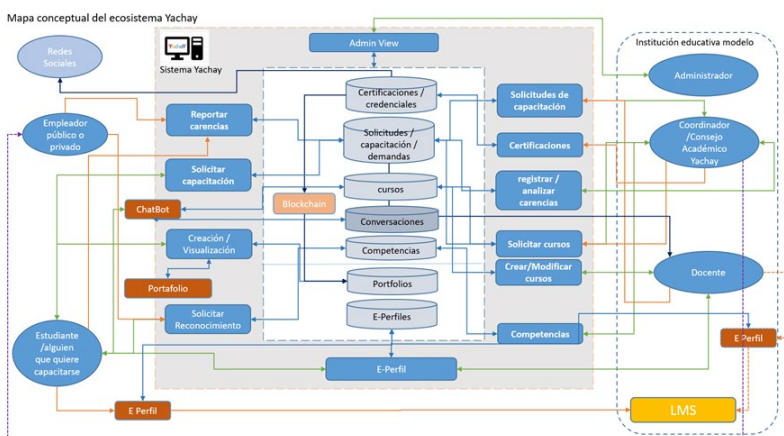 Mapa conceptual del ecosistema Yachay
Redes
Sociales
Sistema Yachay
Admin View
Institución educativa modelo
Administrador
Empleador
público o
privado
Reportar
carencias
Certificaciones /
credenciales
Solicitudes
de
capacitación
Coordinador
/Consejo
Académico
Yachay
Solicitudes /
capacitación /
demandas
Certificaciones
Solicitar
capacitación
cursos
registrar /
analizar
carencias
ChatBot
Blockchain
Conversaciones
Creación /
Visualización
Competencias
Solicitar cursos
Portafolio
Portfolios
Crear/Modificar
cursos
Docente
Solicitar
Reconocimiento
E-Perfiles
Competencias
E Perfil
Estudiante
/alguien
que quiere
capacitarse
E-Perfil
E Perfil
LMS